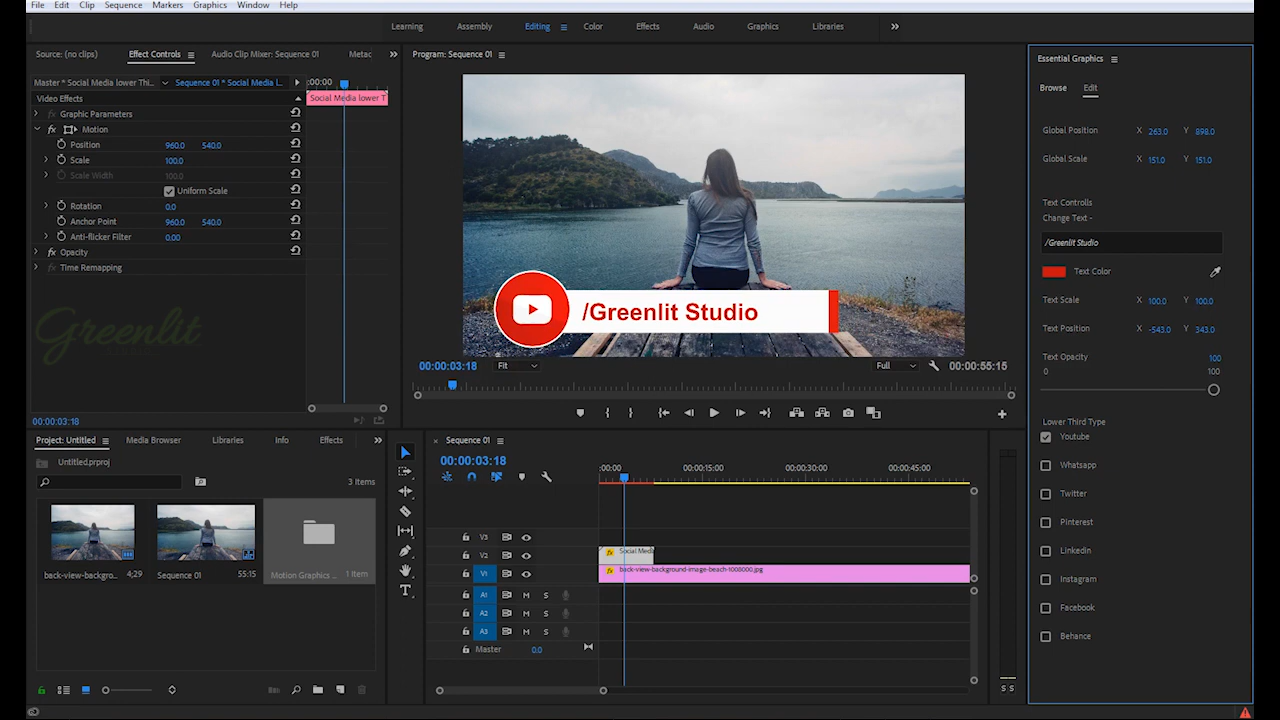 File Edit Clip Sequence Markers Graphics Window Help
Learning Assembly Editing Color Effects Audio Graphics Libraries
Source: (no clips) Effect Controls Audio Clip Mixer: Sequence 01 Metac
Master * Social Media lower Thi... Sequence 01 * Social Media l...
:00:00
Social Media lower T
Video Effects
fx Graphic Parameters
fx Motion
Position 960.0 540.0
Scale 100.0
Scale Width 100.0
Uniform Scale
Rotation 0.0
Anchor Point 960.0 540.0
Anti-flicker Filter 0.00
fx Opacity
fx Time Remapping
Greenlit
00:00:03:18
Program: Sequence 01
/Greenlit Studio
00:00:03:18 Fit Full 00:00:55:15
Essential Graphics
Browse Edit
Global Position X 263.0 Y 898.0
Global Scale X 151.0 Y 151.0
Text Controlls
Change Text -
/Greenlit Studio
Text Color
Text Scale X 100.0 Y 100.0
Text Position X -543.0 Y 343.0
Text Opacity 100
0 100
Lower Third Type
Youtube
Whatsapp
Twitter
Pinterest
Linkedin
Instagram
Facebook
Behance
Project: Untitled Media Browser Libraries Info Effects
Untitled.prproj
3 Items
back-view-backgro... 4;29
Sequence 01 55:15
Motion Graphics ... 1 Item
Sequence 01
00:00:03:18
:00:00 00:00:15:00 00:00:30:00 00:00:45:00
V3
V2 fx Social Media
V1 fx back-view-background-image-beach-1008000.jpg
A1 M S
A2 M S
A3 M S
Master 0.0
S S